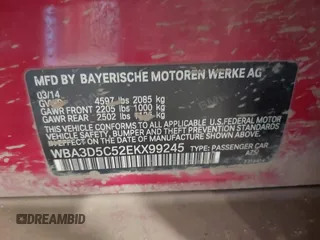 MFD BY BAYERISCHE MOTOREN WERKE AG
03/14
GVWR 4597 lbs 2085 kg
GAWR FRONT 2205 lbs 1000 kg
GAWR REAR 2502 lbs kg
THIS VEHICLE CONFORMS TO ALL APPLICABLE U.S.FEDERAL MOTOR
VEHICLE SAFETY, BUMPER AND THEFT PREVENTION STANDARDS IN
EFFECT ON THE DATE OF MANUFACTURE SHOWN ABOVE.
WBA3D5C52EKX99245 TYPE: PASSENGER CAR
DREAMBID